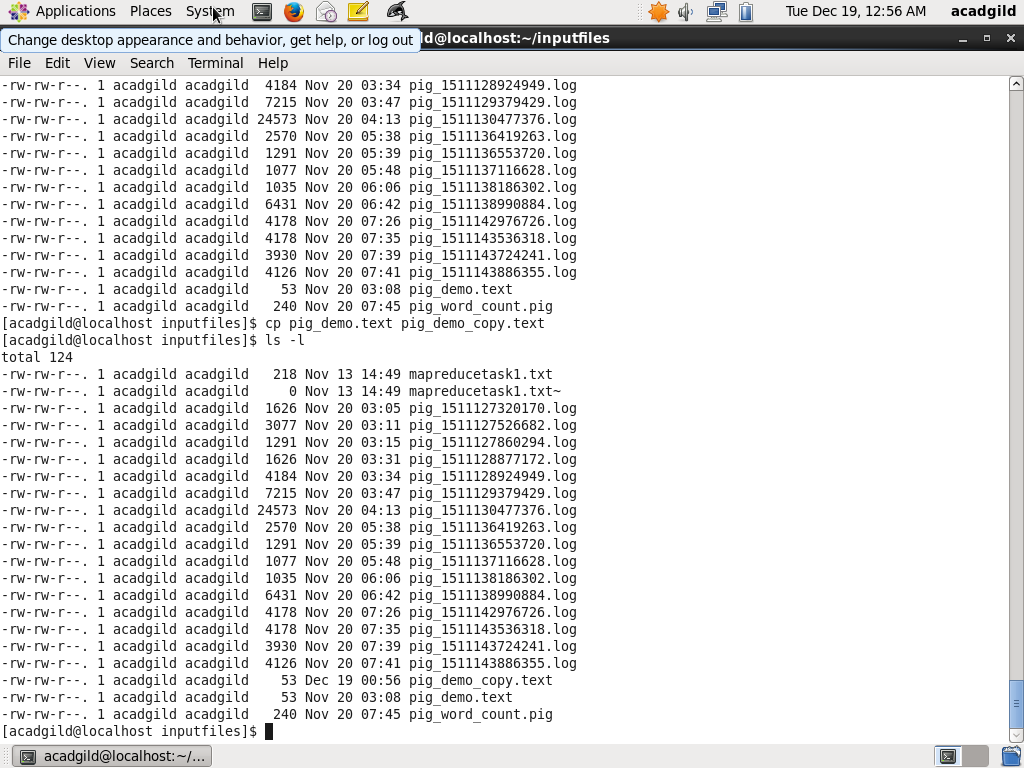 Applications Places System Tue Dec 19, 12:56 AM acadgild
Change desktop appearance and behavior, get help, or log out
ld@localhost:~/inputfiles
File Edit View Search Terminal Help
-rw-rw-r--. 1 acadgild acadgild  4184 Nov 20 03:34 pig_1511128924949.log
-rw-rw-r--. 1 acadgild acadgild  7215 Nov 20 03:47 pig_1511129379429.log
-rw-rw-r--. 1 acadgild acadgild 24573 Nov 20 04:13 pig_1511130477376.log
-rw-rw-r--. 1 acadgild acadgild  2570 Nov 20 05:38 pig_1511136419263.log
-rw-rw-r--. 1 acadgild acadgild  1291 Nov 20 05:39 pig_1511136553720.log
-rw-rw-r--. 1 acadgild acadgild  1077 Nov 20 05:48 pig_1511137116628.log
-rw-rw-r--. 1 acadgild acadgild  1035 Nov 20 06:06 pig_1511138186302.log
-rw-rw-r--. 1 acadgild acadgild  6431 Nov 20 06:42 pig_1511138990884.log
-rw-rw-r--. 1 acadgild acadgild  4178 Nov 20 07:26 pig_1511142976726.log
-rw-rw-r--. 1 acadgild acadgild  4178 Nov 20 07:35 pig_1511143536318.log
-rw-rw-r--. 1 acadgild acadgild  3930 Nov 20 07:39 pig_1511143724241.log
-rw-rw-r--. 1 acadgild acadgild  4126 Nov 20 07:41 pig_1511143886355.log
-rw-rw-r--. 1 acadgild acadgild    53 Nov 20 03:08 pig_demo.text
-rw-rw-r--. 1 acadgild acadgild   240 Nov 20 07:45 pig_word_count.pig
[acadgild@localhost inputfiles]$ cp pig_demo.text pig_demo_copy.text
[acadgild@localhost inputfiles]$ ls -l
total 124
-rw-rw-r--. 1 acadgild acadgild   218 Nov 13 14:49 mapreducetask1.txt
-rw-rw-r--. 1 acadgild acadgild     0 Nov 13 14:49 mapreducetask1.txt~
-rw-rw-r--. 1 acadgild acadgild  1626 Nov 20 03:05 pig_1511127320170.log
-rw-rw-r--. 1 acadgild acadgild  3077 Nov 20 03:11 pig_1511127526682.log
-rw-rw-r--. 1 acadgild acadgild  1291 Nov 20 03:15 pig_1511127860294.log
-rw-rw-r--. 1 acadgild acadgild  1626 Nov 20 03:31 pig_1511128877172.log
-rw-rw-r--. 1 acadgild acadgild  4184 Nov 20 03:34 pig_1511128924949.log
-rw-rw-r--. 1 acadgild acadgild  7215 Nov 20 03:47 pig_1511129379429.log
-rw-rw-r--. 1 acadgild acadgild 24573 Nov 20 04:13 pig_1511130477376.log
-rw-rw-r--. 1 acadgild acadgild  2570 Nov 20 05:38 pig_1511136419263.log
-rw-rw-r--. 1 acadgild acadgild  1291 Nov 20 05:39 pig_1511136553720.log
-rw-rw-r--. 1 acadgild acadgild  1077 Nov 20 05:48 pig_1511137116628.log
-rw-rw-r--. 1 acadgild acadgild  1035 Nov 20 06:06 pig_1511138186302.log
-rw-rw-r--. 1 acadgild acadgild  6431 Nov 20 06:42 pig_1511138990884.log
-rw-rw-r--. 1 acadgild acadgild  4178 Nov 20 07:26 pig_1511142976726.log
-rw-rw-r--. 1 acadgild acadgild  4178 Nov 20 07:35 pig_1511143536318.log
-rw-rw-r--. 1 acadgild acadgild  3930 Nov 20 07:39 pig_1511143724241.log
-rw-rw-r--. 1 acadgild acadgild  4126 Nov 20 07:41 pig_1511143886355.log
-rw-rw-r--. 1 acadgild acadgild    53 Dec 19 00:56 pig_demo_copy.text
-rw-rw-r--. 1 acadgild acadgild    53 Nov 20 03:08 pig_demo.text
-rw-rw-r--. 1 acadgild acadgild   240 Nov 20 07:45 pig_word_count.pig
[acadgild@localhost inputfiles]$
acadgild@localhost:~/...